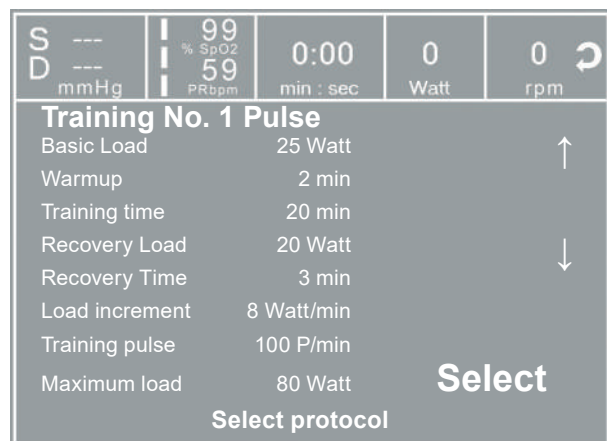 S ---
D ---
mmHg
99
% SpO2
59
PRbpm
0:00
min : sec
0
Watt
0
rpm
Training No. 1 Pulse
Basic Load 25 Watt
Warmup 2 min
Training time 20 min
Recovery Load 20 Watt
Recovery Time 3 min
Load increment 8 Watt/min
Training pulse 100 P/min
Maximum load 80 Watt
Select
Select protocol